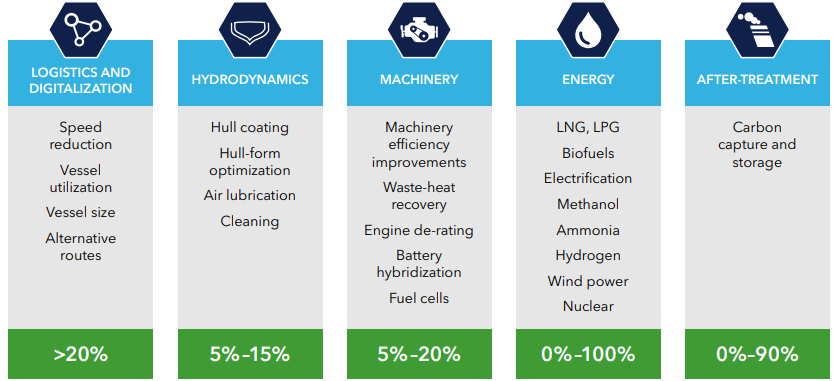 LOGISTICS AND
DIGITALIZATION
Speed
reduction
Vessel
utilization
Vessel size
Alternative
routes
>20%
HYDRODYNAMICS
Hull coating
Hull-form
optimization
Air lubrication
Cleaning
5%–15%
MACHINERY
Machinery
efficiency
improvements
Waste-heat
recovery
Engine de-rating
Battery
hybridization
Fuel cells
5%–20%
ENERGY
LNG, LPG
Biofuels
Electrification
Methanol
Ammonia
Hydrogen
Wind power
Nuclear
0%–100%
AFTER-TREATMENT
Carbon
capture and
storage
0%–90%